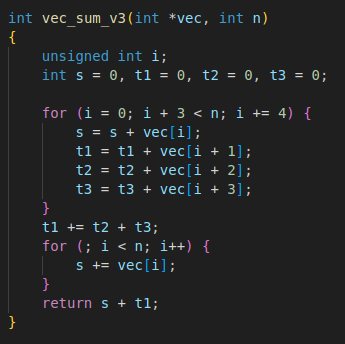 int vec_sum_v3(int *vec, int n)
{
    unsigned int i;
    int s = 0, t1 = 0, t2 = 0, t3 = 0;

    for (i = 0; i + 3 < n; i += 4) {
        s = s + vec[i];
        t1 = t1 + vec[i + 1];
        t2 = t2 + vec[i + 2];
        t3 = t3 + vec[i + 3];
    }
    t1 += t2 + t3;
    for (; i < n; i++) {
        s += vec[i];
    }
    return s + t1;
}